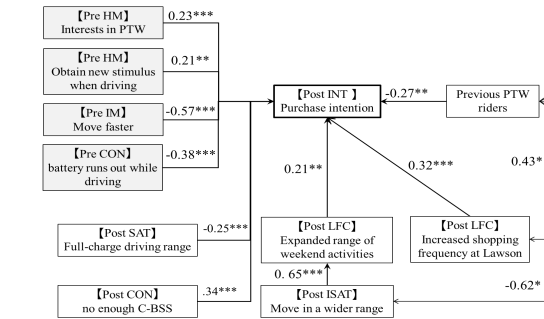 【Pre HM】
Interests in PTW
0.23***
【Pre HM】
Obtain new stimulus
when driving
0.21**
【Pre IM】
Move faster
-0.57***
【Pre CON】
battery runs out while
driving
-0.38***
【Post INT】
Purchase intention
-0.27**
Previous PTW
riders
0.21**
0.32***
0.43*
【Post SAT】
Full-charge driving range
-0.25***
【Post LFC】
Expanded range of
weekend activities
【Post LFC】
Increased shopping
frequency at Lawson
0. 65***
-0.62*
【Post CON】
no enough C-BSS
.34***
【Post ISAT】
Move in a wider range